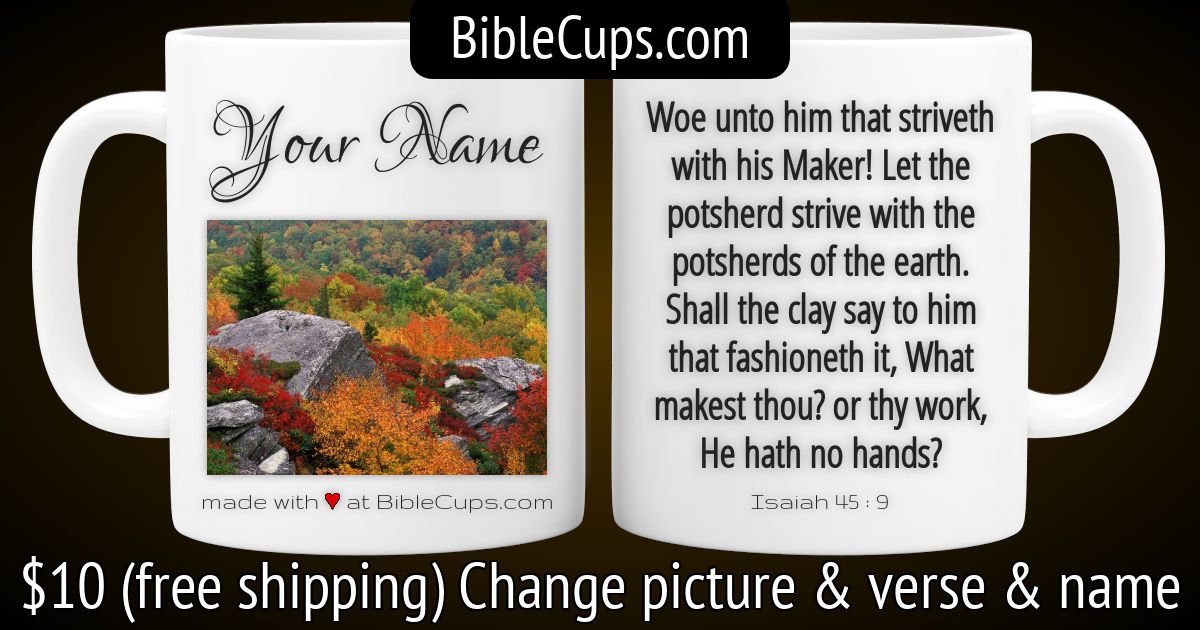 BibleCups.com
Your Name
made with ♥ at BibleCups.com
Woe unto him that striveth
with his Maker! Let the
potsherd strive with the
potsherds of the earth.
Shall the clay say to him
that fashioneth it, What
makest thou? or thy work,
He hath no hands?
Isaiah 45 : 9
$10 (free shipping) Change picture & verse & name